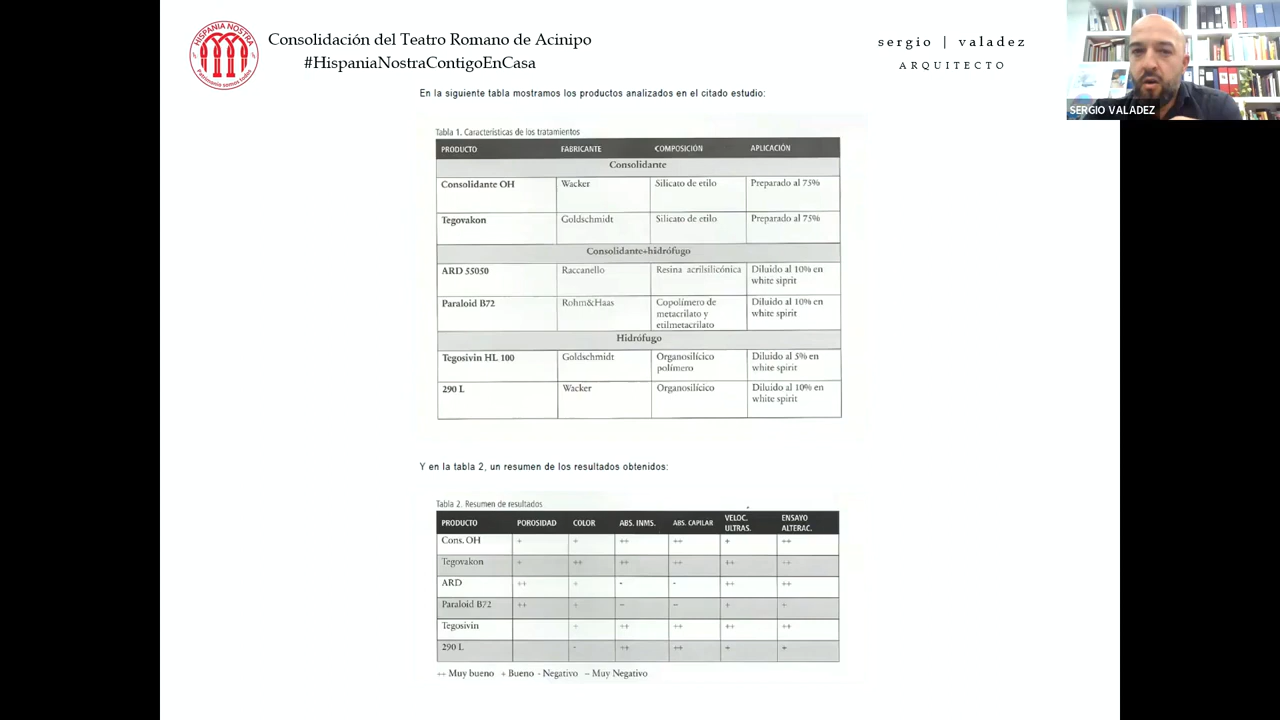 HISPANIA NOSTRA
Patrimonio somos todos
Consolidación del Teatro Romano de Acinipo
#HispaniaNostraContigoEnCasa
sergio | valadez
ARQUITECTO
SERGIO VALADEZ
En la siguiente tabla mostramos los productos analizados en el citado estudio:
Tabla 1. Características de los tratamientos
PRODUCTO FABRICANTE COMPOSICIÓN APLICACIÓN
Consolidante
Consolidante OH Wacker Silicato de etilo Preparado al 75%
Tegovakon Goldschmidt Silicato de etilo Preparado al 75%
Consolidante+hidrófugo
ARD 55050 Raccanello Resina acrilsilicónica Diluido al 10% en
white siprit
Paraloid B72 Rohm&Haas Copolímero de Diluido al 10% en
metacrilato y white spirit
etilmetacrilato
Hidrófugo
Tegosivin HL 100 Goldschmidt Organosilícico Diluido al 5% en
polímero white spirit
290 L Wacker Organosilícico Diluido al 10% en
white spirit
Y en la tabla 2, un resumen de los resultados obtenidos:
Tabla 2. Resumen de resultados
PRODUCTO POROSIDAD COLOR ABS. INMS. ABS. CAPILAR VELOC. ULTRAS. ENSAYO ALTERAC.
Cons. OH + + ++ ++ + ++
Tegovakon + ++ ++ ++ ++ ++
ARD ++ + - - ++ ++
Paraloid B72 ++ + -- -- + +
Tegosivin + ++ ++ ++ ++
290 L - ++ ++ + +
++ Muy bueno + Bueno - Negativo -- Muy Negativo